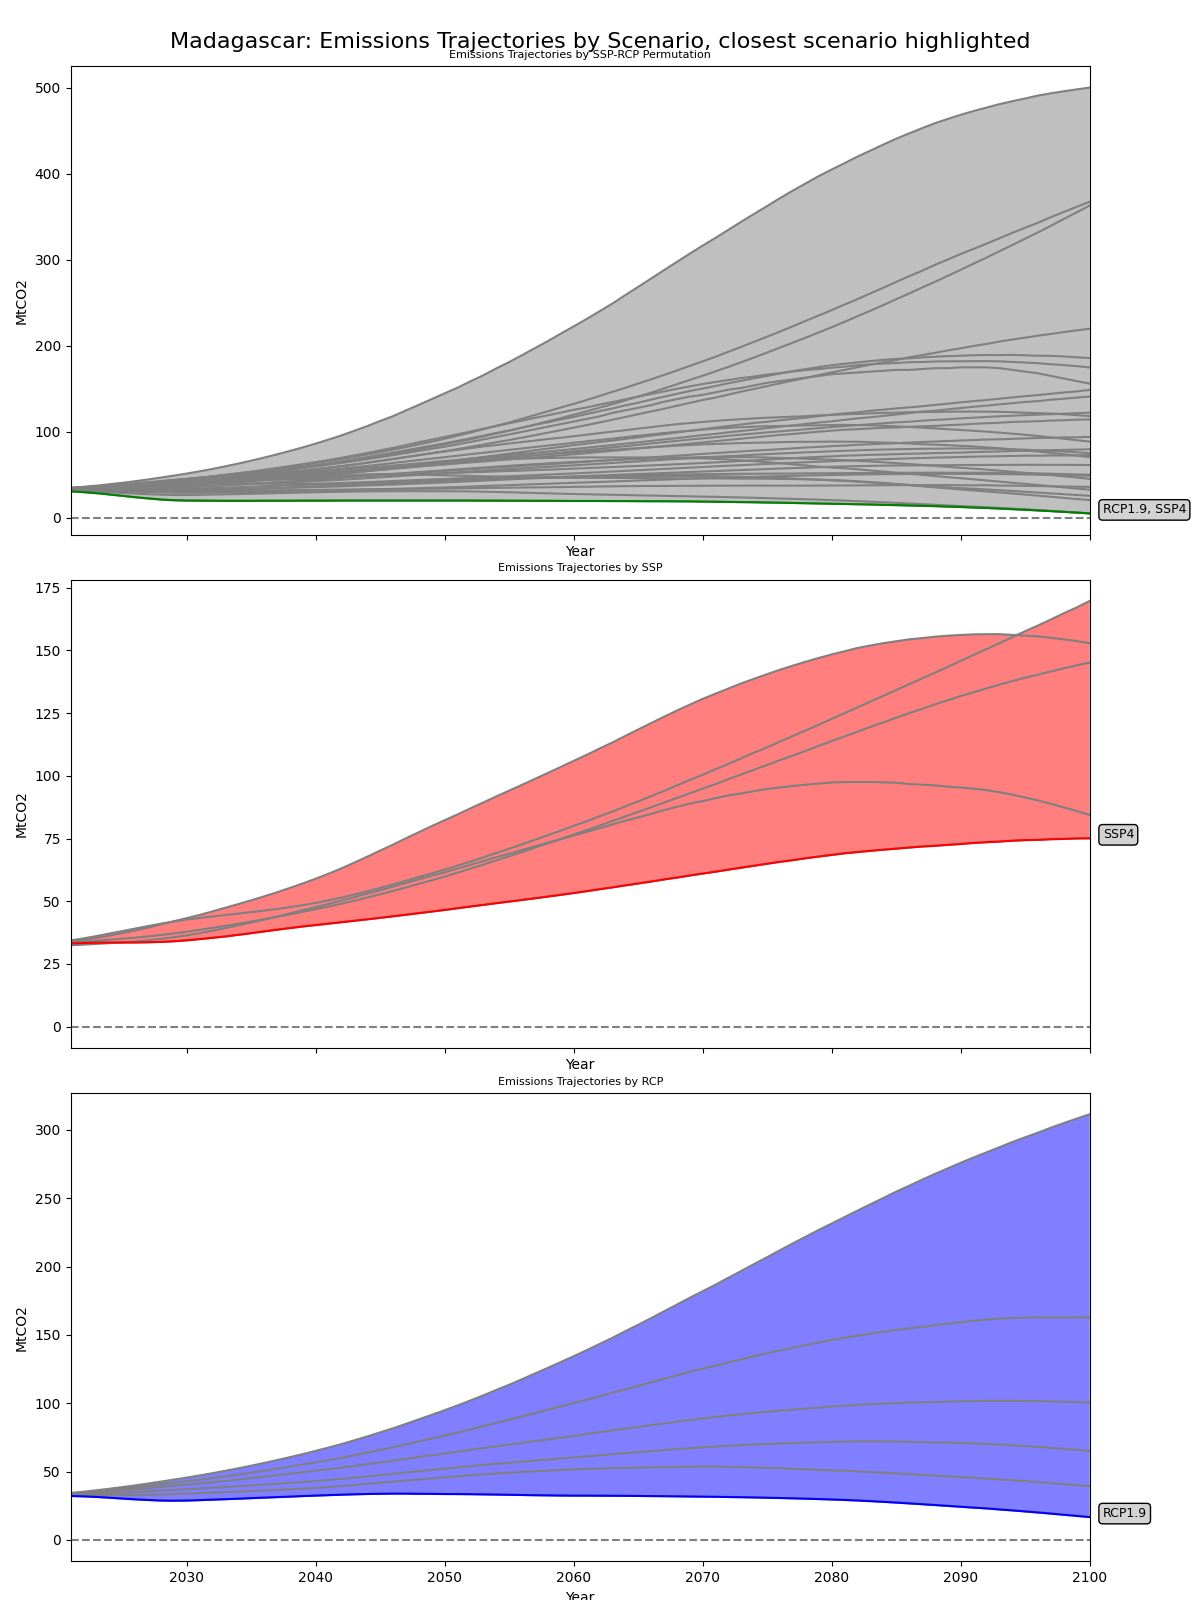 Madagascar: Emissions Trajectories by Scenario, closest scenario highlighted
Emissions Trajectories by SSP-RCP Permutation
500
400
300
200
100
0
MtCO2
RCP1.9, SSP4
Year
Emissions Trajectories by SSP
175
150
125
100
75
50
25
0
MtCO2
SSP4
Year
Emissions Trajectories by RCP
300
250
200
150
100
50
0
MtCO2
RCP1.9
2030 2040 2050 2060 2070 2080 2090 2100
Year